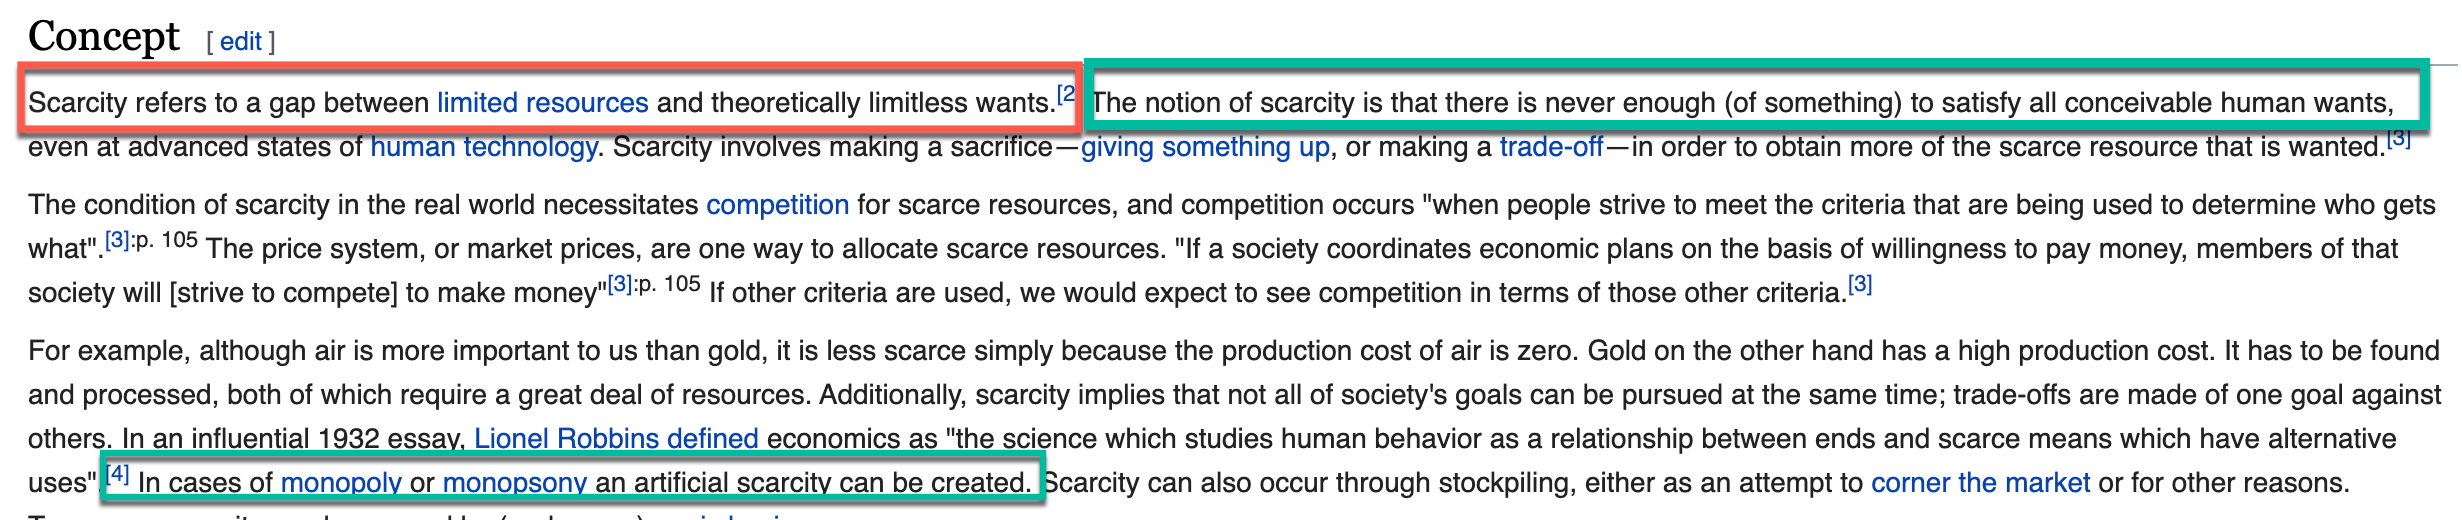 Concept [ edit ]
Scarcity refers to a gap between limited resources and theoretically limitless wants.[2 The notion of scarcity is that there is never enough (of something) to satisfy all conceivable human wants,
even at advanced states of human technology. Scarcity involves making a sacrifice—giving something up, or making a trade-off—in order to obtain more of the scarce resource that is wanted.[3]
The condition of scarcity in the real world necessitates competition for scarce resources, and competition occurs "when people strive to meet the criteria that are being used to determine who gets
what".[3]:p. 105 The price system, or market prices, are one way to allocate scarce resources. "If a society coordinates economic plans on the basis of willingness to pay money, members of that
society will [strive to compete] to make money"[3]:p. 105 If other criteria are used, we would expect to see competition in terms of those other criteria.[3]
For example, although air is more important to us than gold, it is less scarce simply because the production cost of air is zero. Gold on the other hand has a high production cost. It has to be found
and processed, both of which require a great deal of resources. Additionally, scarcity implies that not all of society's goals can be pursued at the same time; trade-offs are made of one goal against
others. In an influential 1932 essay, Lionel Robbins defined economics as "the science which studies human behavior as a relationship between ends and scarce means which have alternative
uses".[4] In cases of monopoly or monopsony an artificial scarcity can be created. Scarcity can also occur through stockpiling, either as an attempt to corner the market or for other reasons.